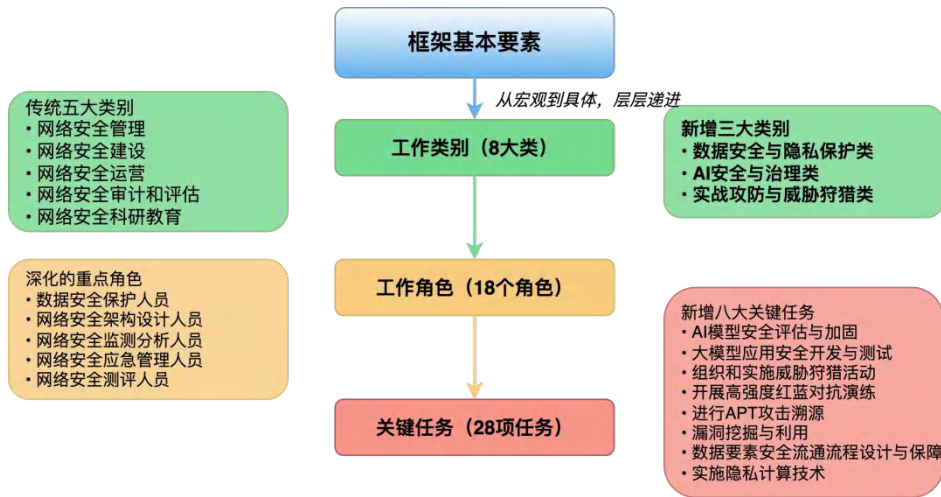 框架基本要素
从宏观到具体，层层递进
传统五大类别
• 网络安全管理
• 网络安全建设
• 网络安全运营
• 网络安全审计和评估
• 网络安全科研教育
工作类别（8大类）
新增三大类别
• 数据安全与隐私保护类
• AI安全与治理类
• 实战攻防与威胁狩猎类
深化的重点角色
• 数据安全保护人员
• 网络安全架构设计人员
• 网络安全监测分析人员
• 网络安全应急管理人员
• 网络安全测评人员
工作角色（18个角色）
新增八大关键任务
• AI模型安全评估与加固
• 大模型应用安全开发与测试
• 组织和实施威胁狩猎活动
• 开展高强度红蓝对抗演练
• 进行APT攻击溯源
• 漏洞挖掘与利用
• 数据要素安全流通流程设计与保障
• 实施隐私计算技术
关键任务（28项任务）